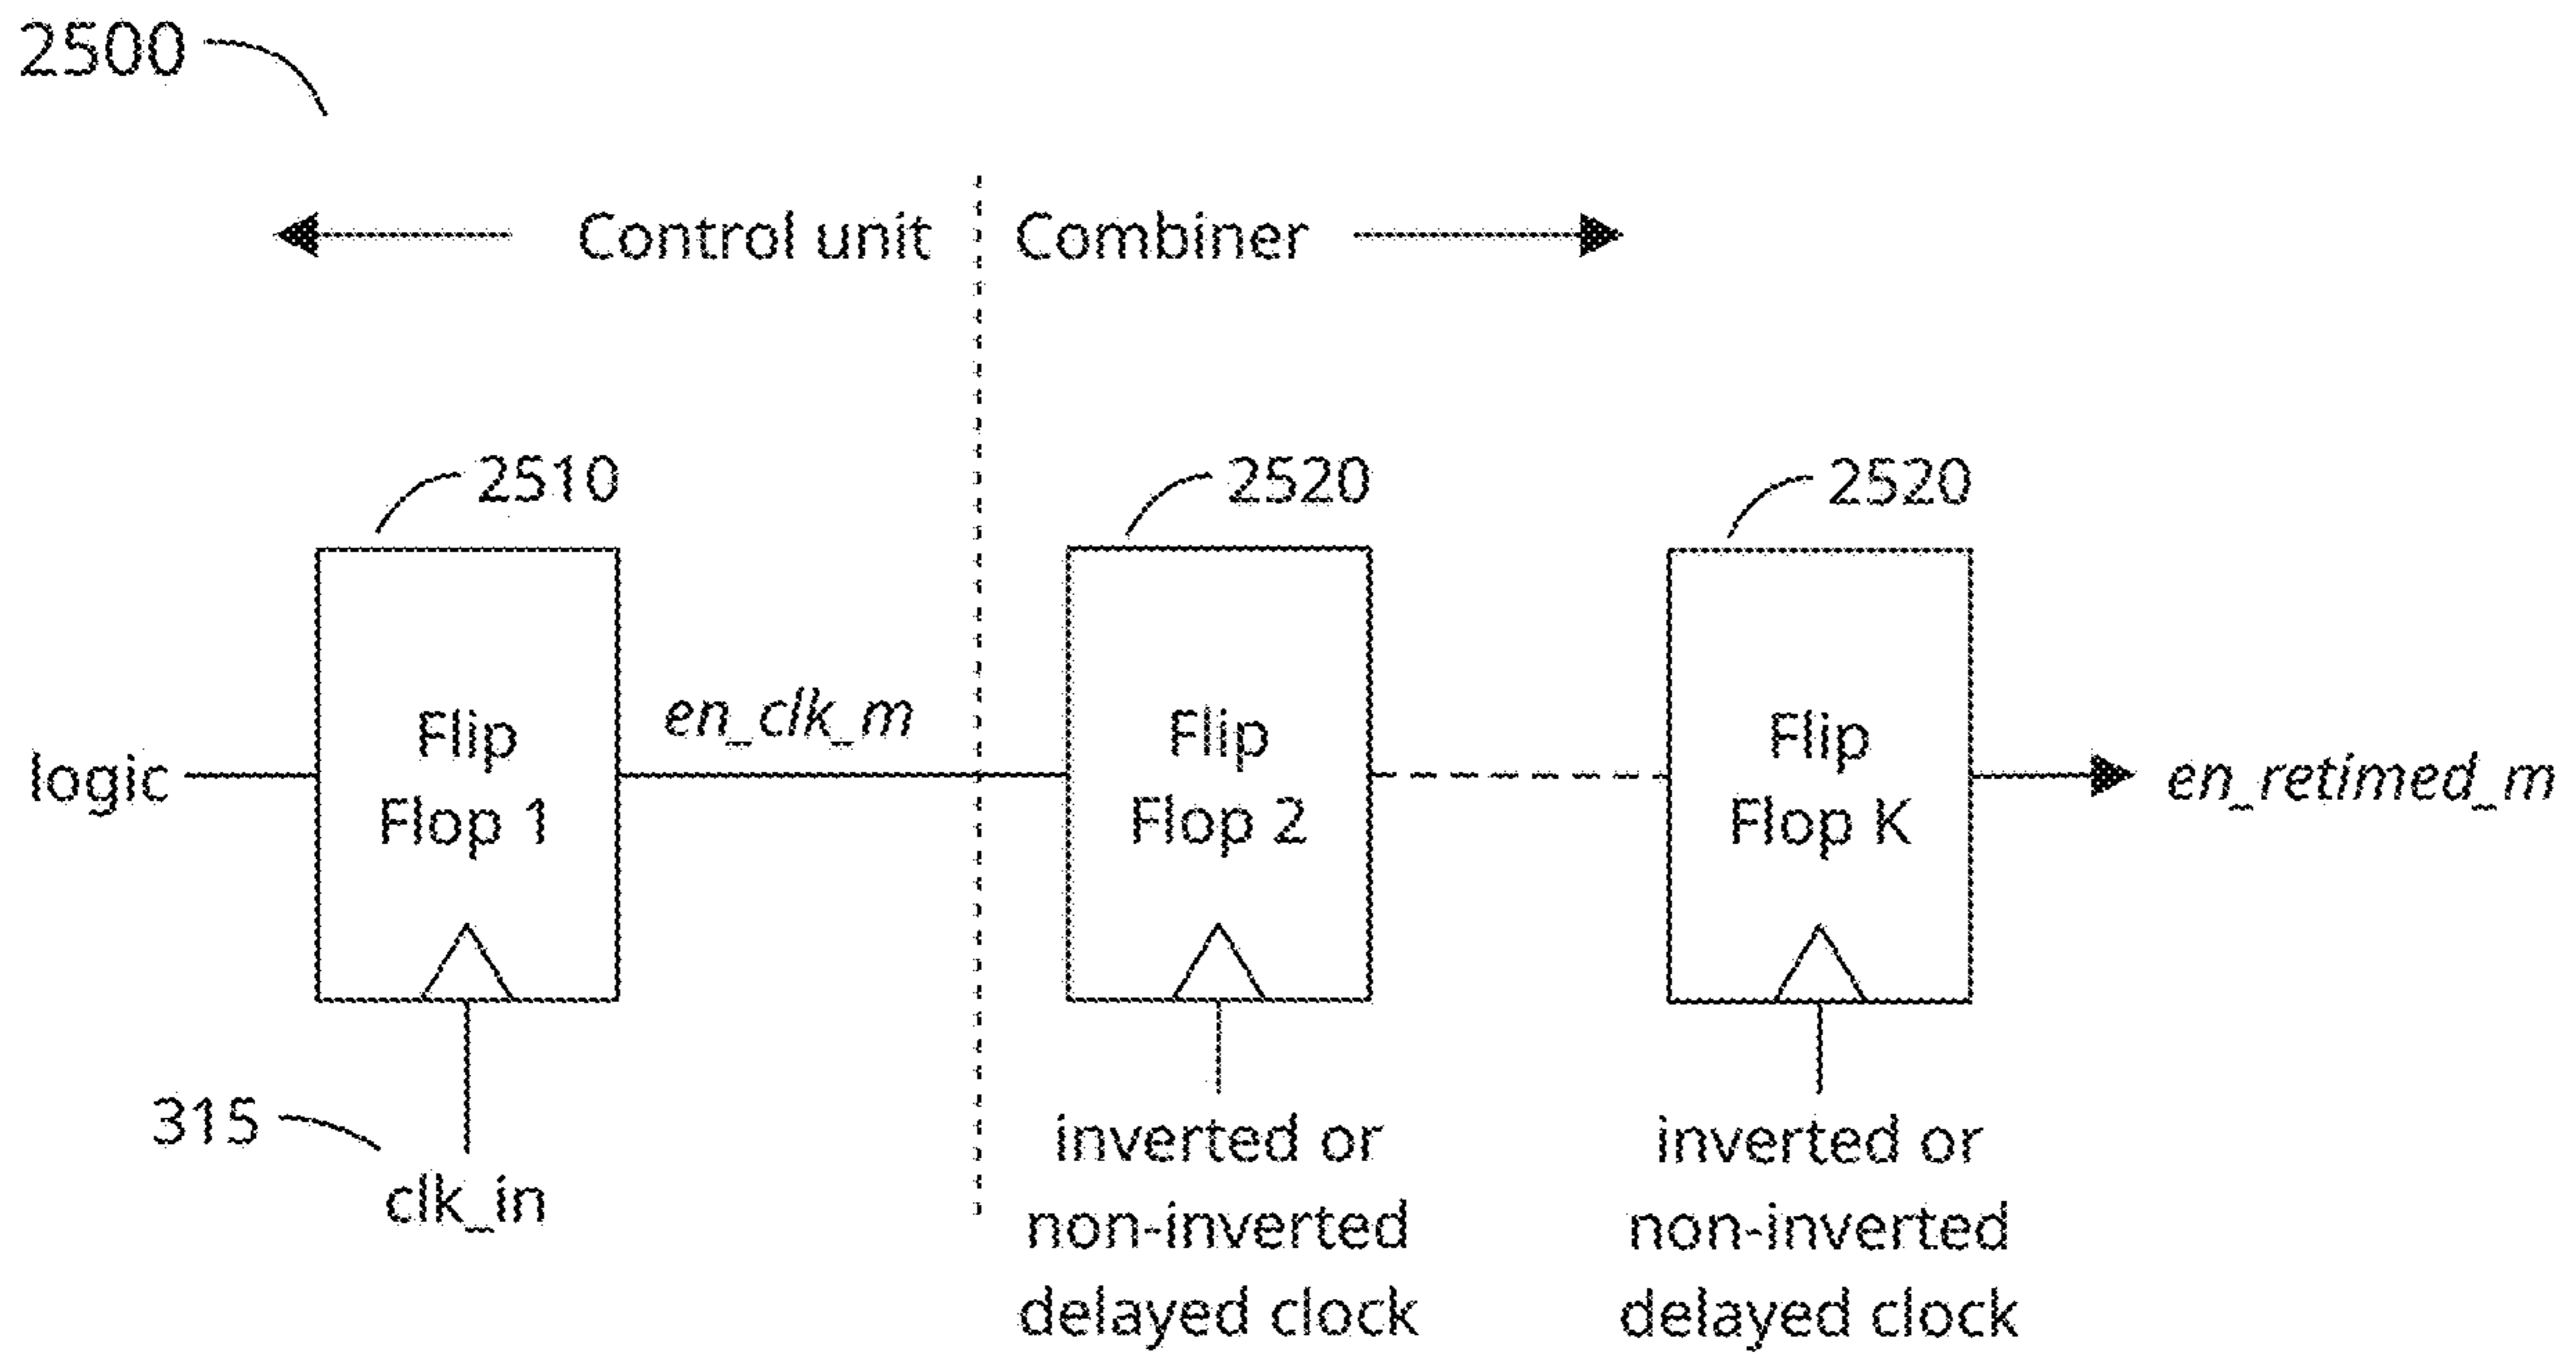 2500
Control unit
Combiner
2510
2520
2520
Flip
Flop 1
Flip
Flop 2
Flip
Flop K
logic
en_clk_m
en_retimed_m
315
clk_in
inverted or
non-inverted
delayed clock
inverted or
non-inverted
delayed clock